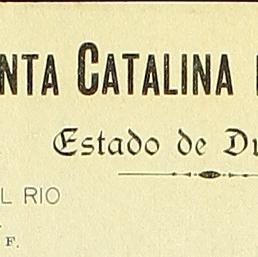 NTA CATALINA
Estado de Du
L RIO
F.